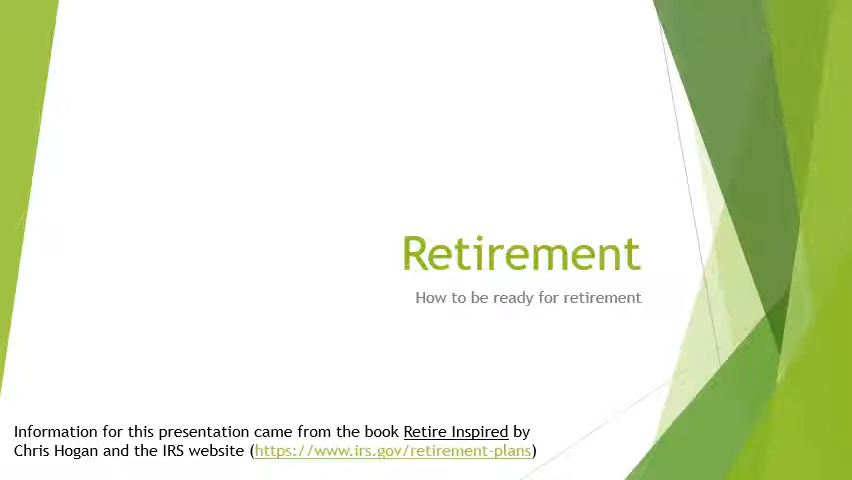 Retirement
How to be ready for retirement
Information for this presentation came from the book Retire Inspired by
Chris Hogan and the IRS website (https://www.irs.gov/retirement-plans)